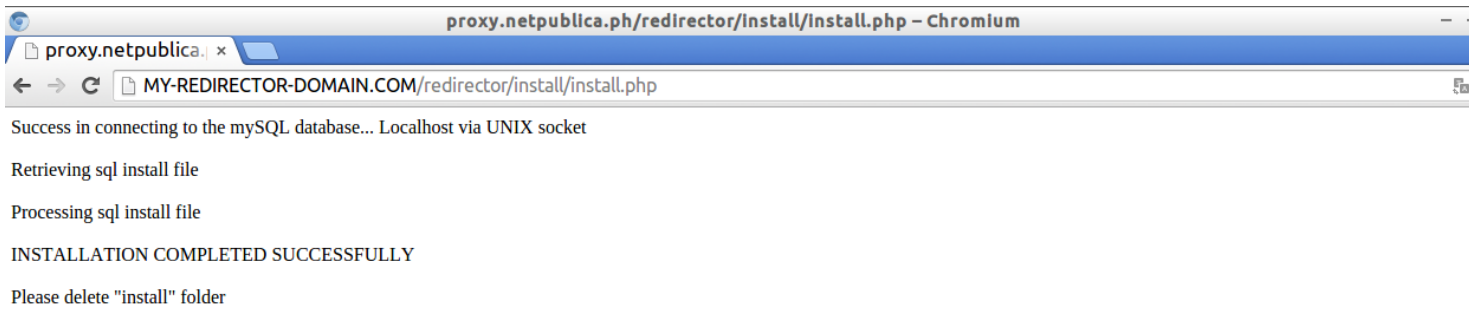 proxy.netpublica.ph/redirector/install/install.php – Chromium
proxy.netpublica.
MY-REDIRECTOR-DOMAIN.COM/redirector/install/install.php
Success in connecting to the mySQL database... Localhost via UNIX socket
Retrieving sql install file
Processing sql install file
INSTALLATION COMPLETED SUCCESSFULLY
Please delete "install" folder